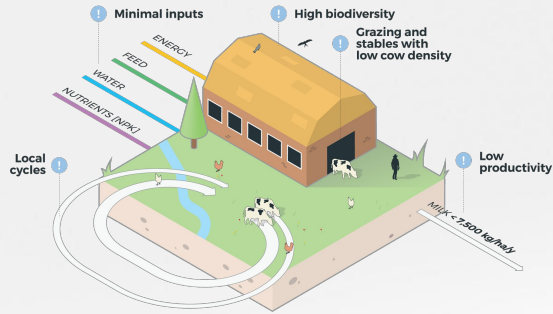 Minimal inputs
High biodiversity
Grazing and
stables with
low cow density
ENERGY
FEED
WATER
NUTRIENTS [NPK]
Local
cycles
Low
productivity
MILK < 7,500 kg/ha/y